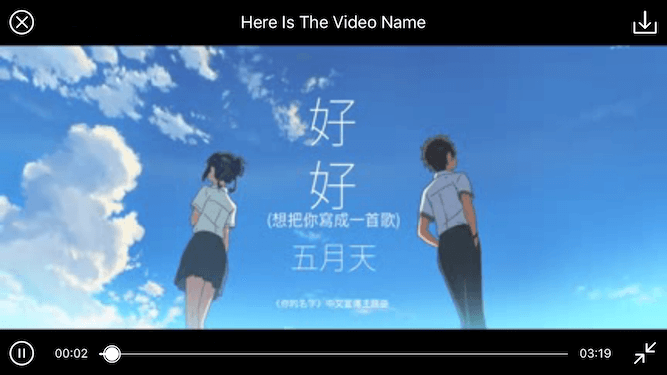 Here Is The Video Name
好
好
(想把你寫成一首歌)
五月天
《你的名字》中文宣傳主題曲
00:02
03:19